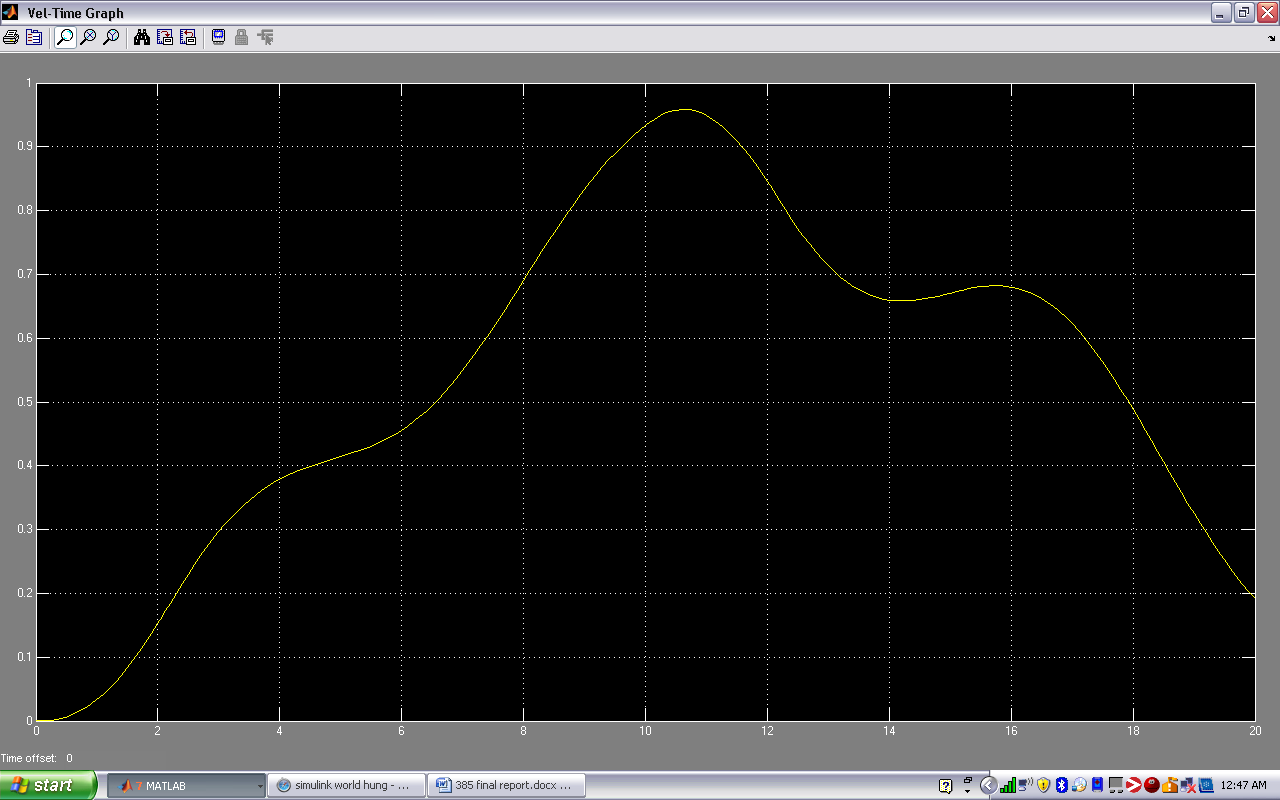 Vel-Time Graph
1
0.9
0.8
0.7
0.6
0.5
0.4
0.3
0.2
0.1
0
0 2 4 6 8 10 12 14 16 18 20
Time offset: 0
start
7 MATLAB
simulink world hung - ...
385 final report.docx ...
12:47 AM